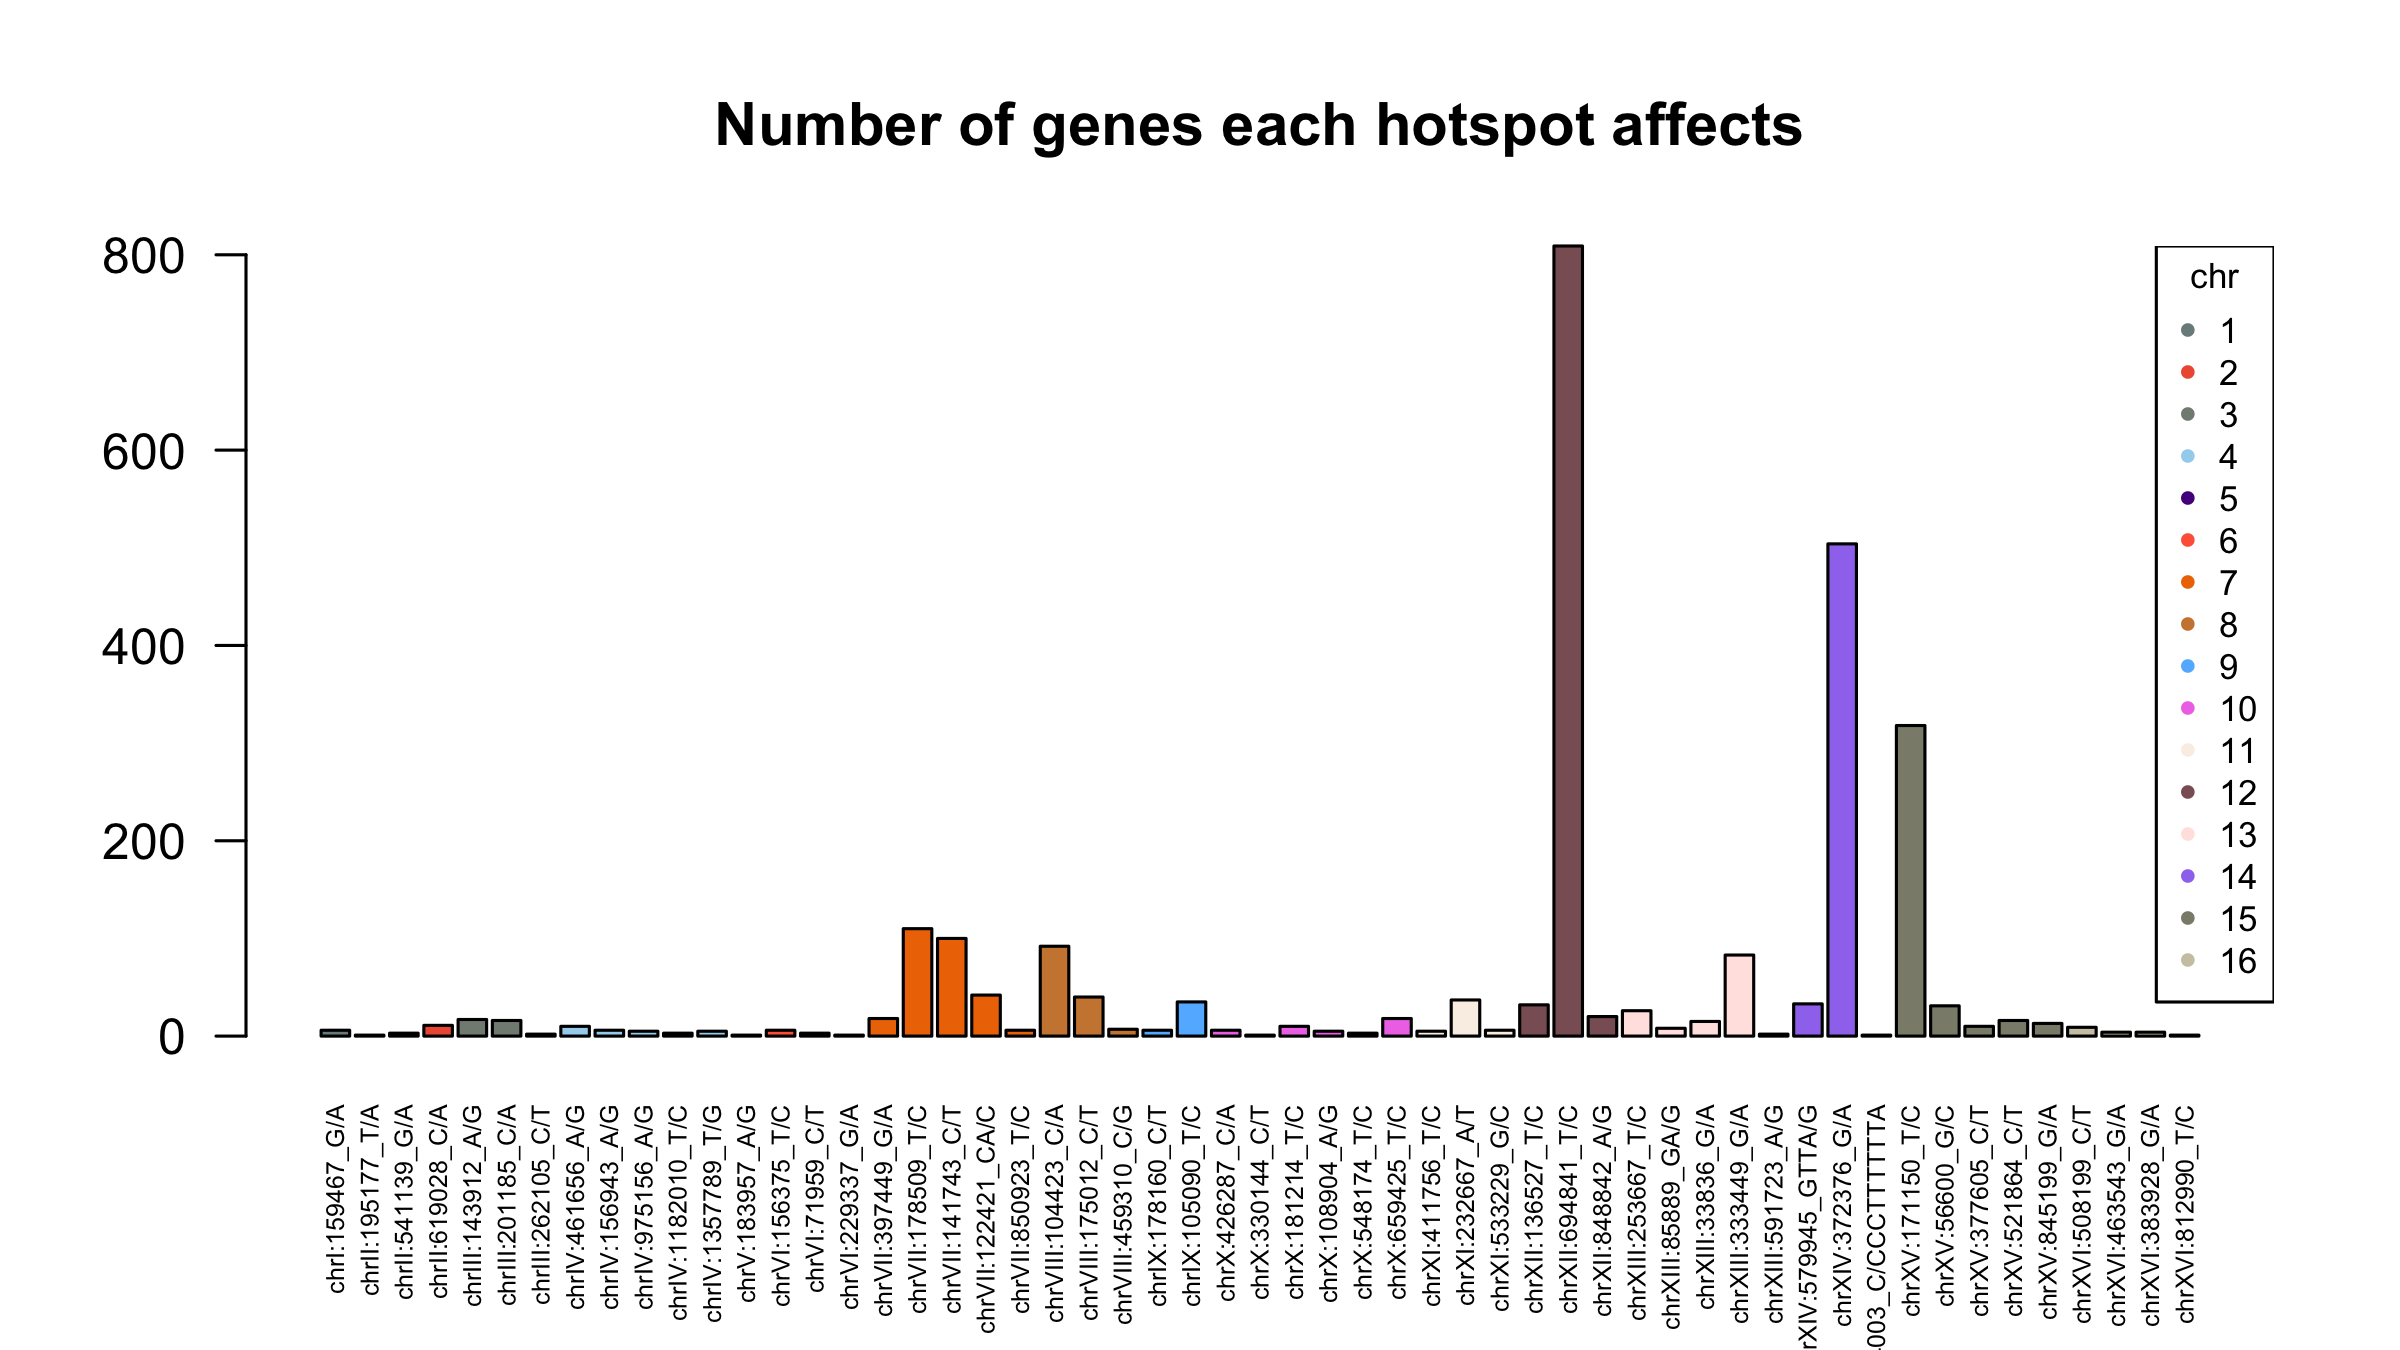 Number of genes each hotspot affects
800
600
400
200
0
chr
1
2
3
4
5
6
7
8
9
10
11
12
13
14
15
16
chrI:159467_G/A
chrII:195177_T/A
chrII:541139_G/A
chrII:619028_C/A
chrIII:143912_A/G
chrIII:201185_C/A
chrIII:262105_C/T
chrIV:461656_A/G
chrIV:156943_A/G
chrIV:975156_A/G
chrIV:1182010_T/C
chrIV:1357789_T/G
chrV:183957_A/G
chrVI:156375_T/C
chrVI:71959_C/T
chrVI:229337_G/A
chrVII:397449_G/A
chrVII:178509_T/C
chrVII:141743_C/T
chrVII:122421_CA/C
chrVII:850923_T/C
chrVIII:104423_C/A
chrVIII:175012_C/T
chrVIII:459310_C/G
chrIX:178160_C/T
chrIX:105090_T/C
chrX:426287_C/A
chrX:330144_C/T
chrX:181214_T/C
chrX:108904_A/G
chrX:548174_T/C
chrX:659425_T/C
chrXI:411756_T/C
chrXI:232667_A/T
chrXI:533229_G/C
chrXII:136527_T/C
chrXII:694841_T/C
chrXII:848842_A/G
chrXIII:253667_T/C
chrXIII:85889_GA/G
chrXIII:33836_G/A
chrXIII:333449_G/A
chrXIII:591723_A/G
rXIV:579945_GTTA/G
chrXIV:372376_G/A
003_C/CCCTTTTTA
chrXV:171150_T/C
chrXV:56600_G/C
chrXV:377605_C/T
chrXV:521864_C/T
chrXV:845199_G/A
chrXVI:508199_C/T
chrXVI:463543_G/A
chrXVI:383928_G/A
chrXVI:812990_T/C